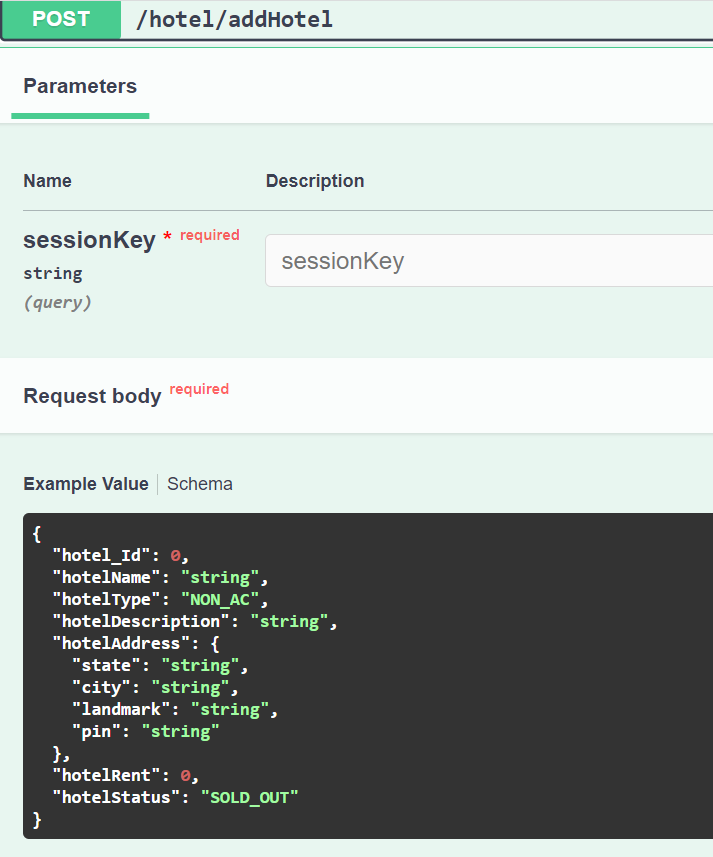 POST /hotel/addHotel
Parameters
Name Description
sessionKey * required
string
(query)
sessionKey
Request body required
Example Value Schema
{
  "hotel_Id": 0,
  "hotelName": "string",
  "hotelType": "NON_AC",
  "hotelDescription": "string",
  "hotelAddress": {
    "state": "string",
    "city": "string",
    "landmark": "string",
    "pin": "string"
  },
  "hotelRent": 0,
  "hotelStatus": "SOLD_OUT"
}